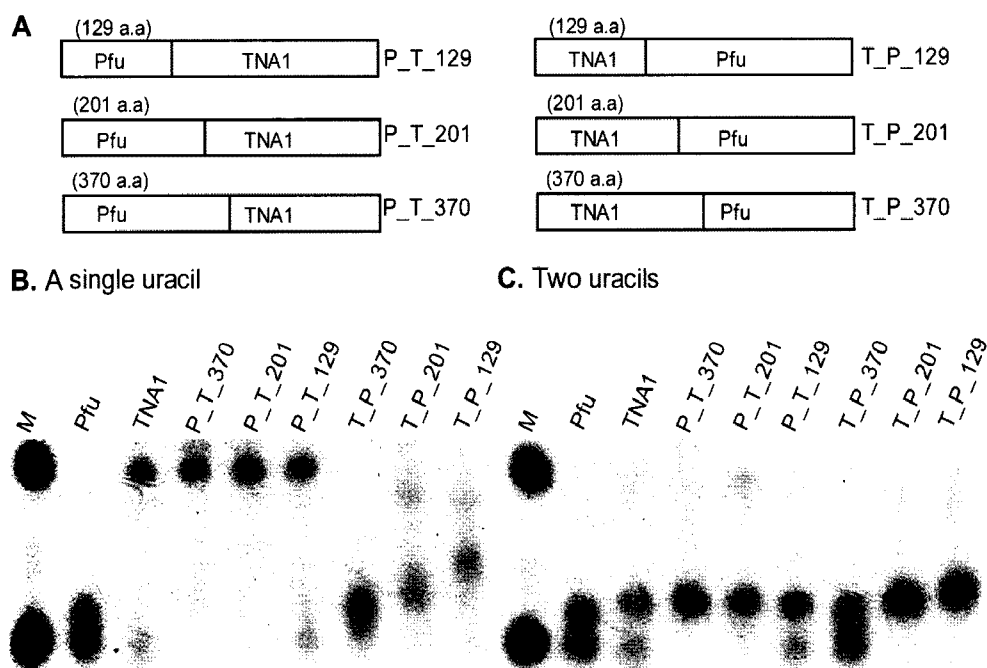 A
(129 a.a) (129 a.a)
Pfu TNA1 P_T_129 TNA1 Pfu T_P_129
(201 a.a) (201 a.a)
Pfu TNA1 P_T_201 TNA1 Pfu T_P_201
(370 a.a) (370 a.a)
Pfu TNA1 P_T_370 TNA1 Pfu T_P_370
B. A single uracil C. Two uracils
M Pfu TNA1 P_T_370 P_T_201 P_T_129 T_P_370 T_P_201 T_P_129 M Pfu TNA1 P_T_370 P_T_201 P_T_129 T_P_370 T_P_201 T_P_129